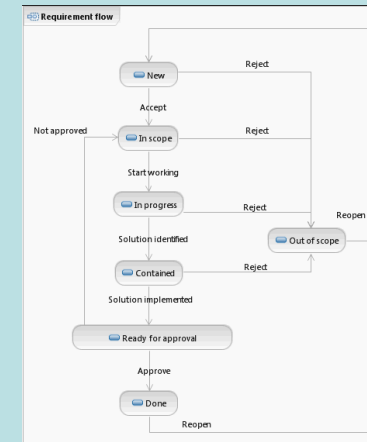 Requirement flow
New
Reject
Accept
Not approved
In scope
Reject
Start working
In progress
Reject
Reopen
Solution identified
Out of scope
Contained
Reject
Solution implemented
Ready for approval
Approve
Done
Reopen